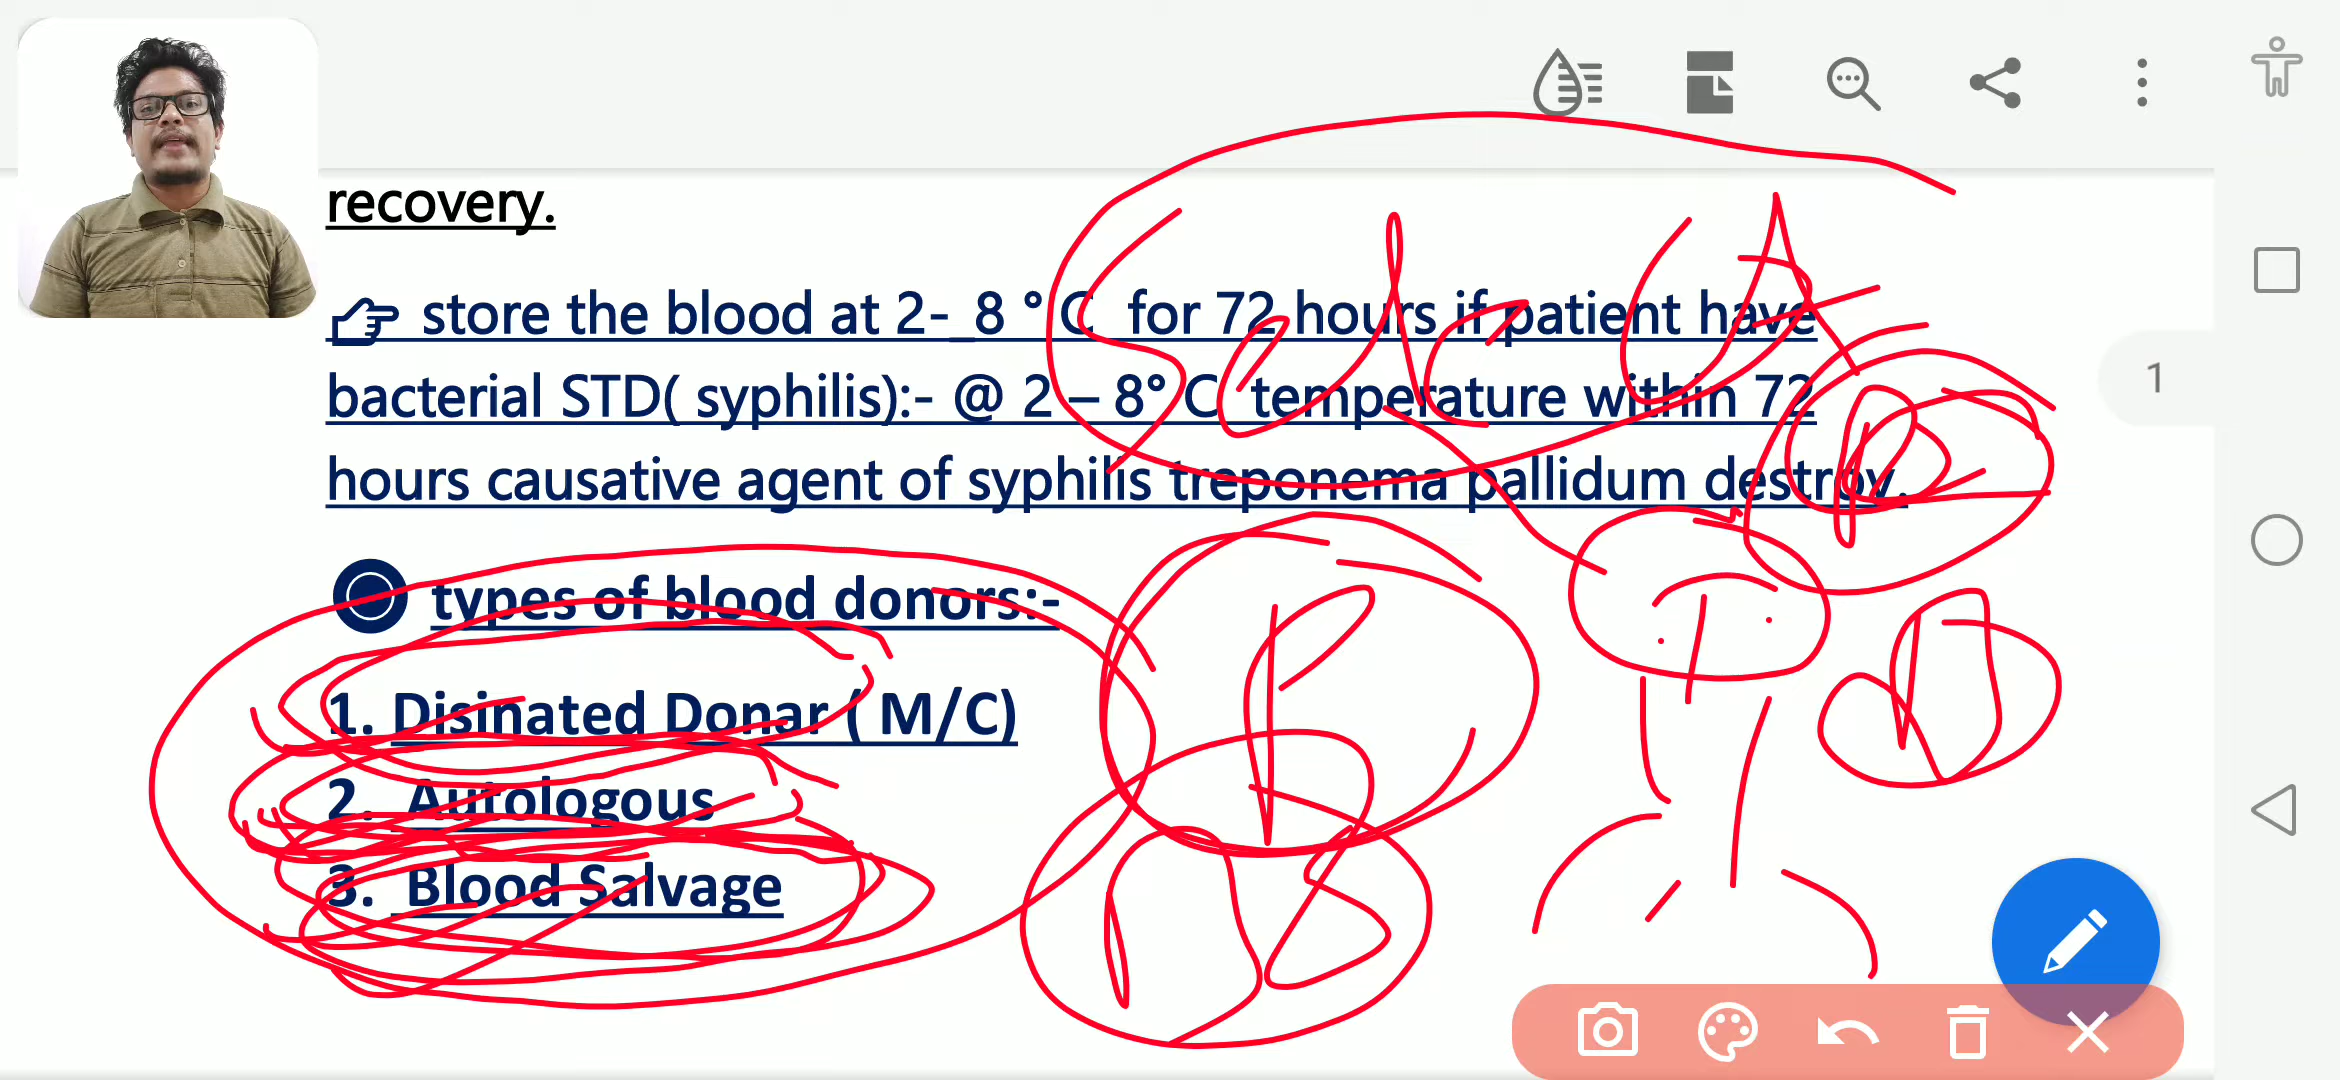 recovery.
store the blood at 2-_8 ° C for 72 hours if patient have
bacterial STD( syphilis):- @ 2 – 8° C temperature within 72
hours causative agent of syphilis treponema pallidum destroy.
1
types of blood donors:-
1. Disinated Donar ( M/C)
2. Autologous
3. Blood Salvage